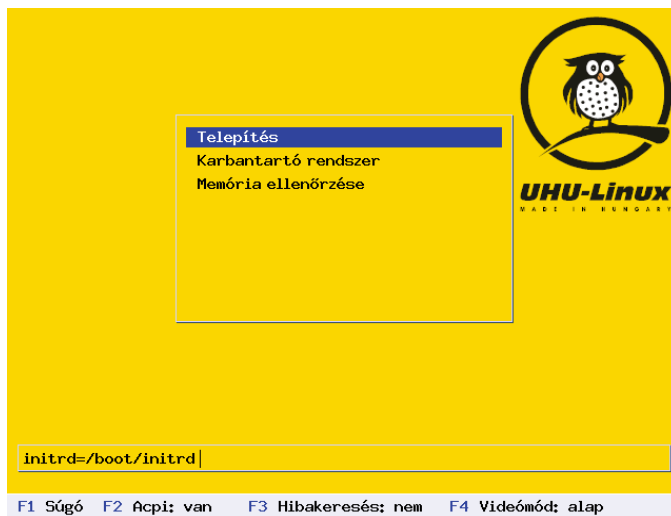 Telepítés
Karbantartó rendszer
Memória ellenőrzése
UHU-Linux
MADE IN HUNGARY
initrd=/boot/initrd
F1 Súgó F2 Acpi: van F3 Hibakeresés: nem F4 Videómód: alap